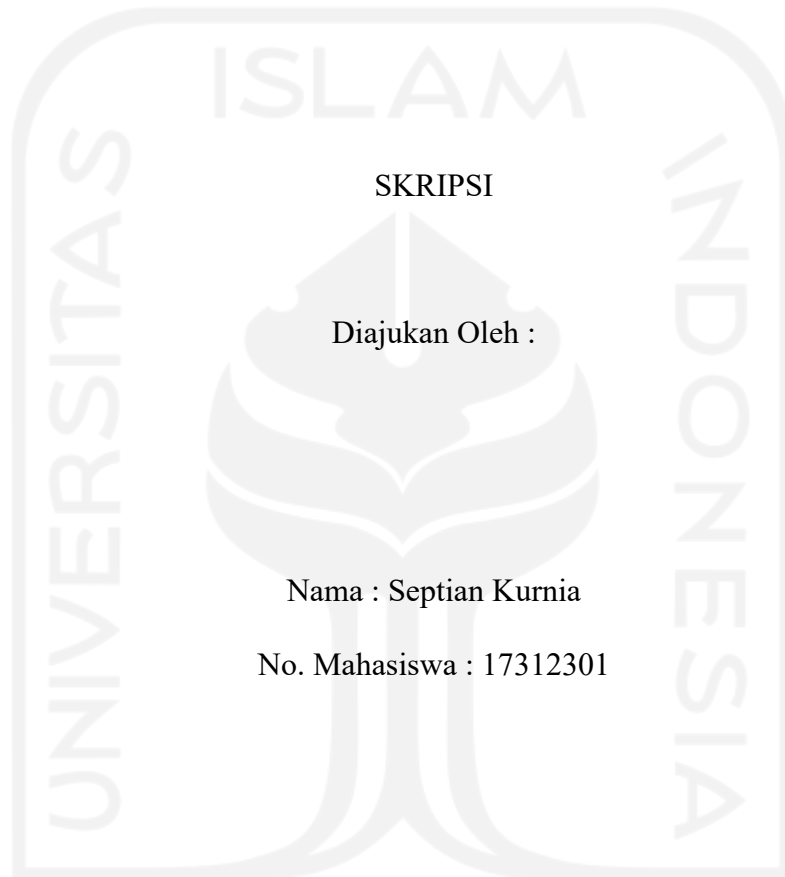 ISLAM
UNIVERSITAS
INDONESIA
SKRIPSI
Diajukan Oleh :
Nama : Septian Kurnia
No. Mahasiswa : 17312301